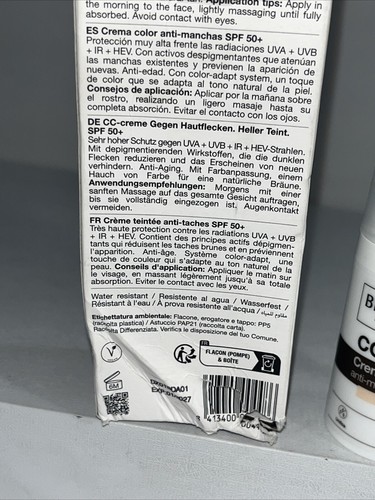 the morning to the face, lightly massaging until fully
absorbed. Avoid contact with eyes.
ES Crema color anti-manchas SPF 50+
Protección muy alta frente las radiaciones UVA + UVB
+ IR + HEV. Con activos despigmentantes que atenúan
las manchas existentes y previenen la aparición de
nuevas. Anti-edad. Con color-adapt system, un toque
de color que se adapta al tono natural de la piel.
Consejos de aplicación: Aplicar por la mañana sobre
el rostro, realizando un ligero masaje hasta su
completa absorción. Evitar el contacto con los ojos.
DE CC-creme Gegen Hautflecken. Heller Teint.
SPF 50+
Sehr hoher Schutz gegen UVA + UVB + IR + HEV-Strahlen.
Mit depigmentierenden Wirkstoffen, die die dunklen
Flecken reduzieren und das Erscheinen von neuen
verhindern. Anti-Aging. Mit Farbanpassung, einem
Hauch von Farbe für eine natürliche Bräune.
Anwendungsempfehlungen: Morgens mit einer
sanften Massage auf das gesamte Gesicht auftragen,
bis sie vollständig eingezogen ist. Augenkontakt
vermeiden.
FR Crème teintée anti-taches SPF 50+
Très haute protection contre les radiations UVA + UVB
+ IR + HEV. Contient des principes actifs dépigmen-
tants qui réduisent les taches brunes et en préviennent
l'apparition. Anti-âge. Système color-adapt, une
touche de couleur qui s'adapte au ton naturel de la
peau. Conseils d'application: Appliquer le matin sur
le visage, en massant légèrement jusqu'à sa totale
absorption. Eviter le contact avec les yeux.
Water resistant / Resistente al agua / Wasserfest /
Résistant à l'eau / À prova resistente all'acqua /
Etichettatura ambientale: Flacone, erogatore e tappo: PP5
(raccolta plastica) / Astuccio PAP21 (raccolta carta).
Raccolta Differenziata. Verifica le disposizioni del tuo Comune.
V
6M
FR
FLACON (POMPE)
& BOÎTE
8 413400
B
CC
Crem
anti-m